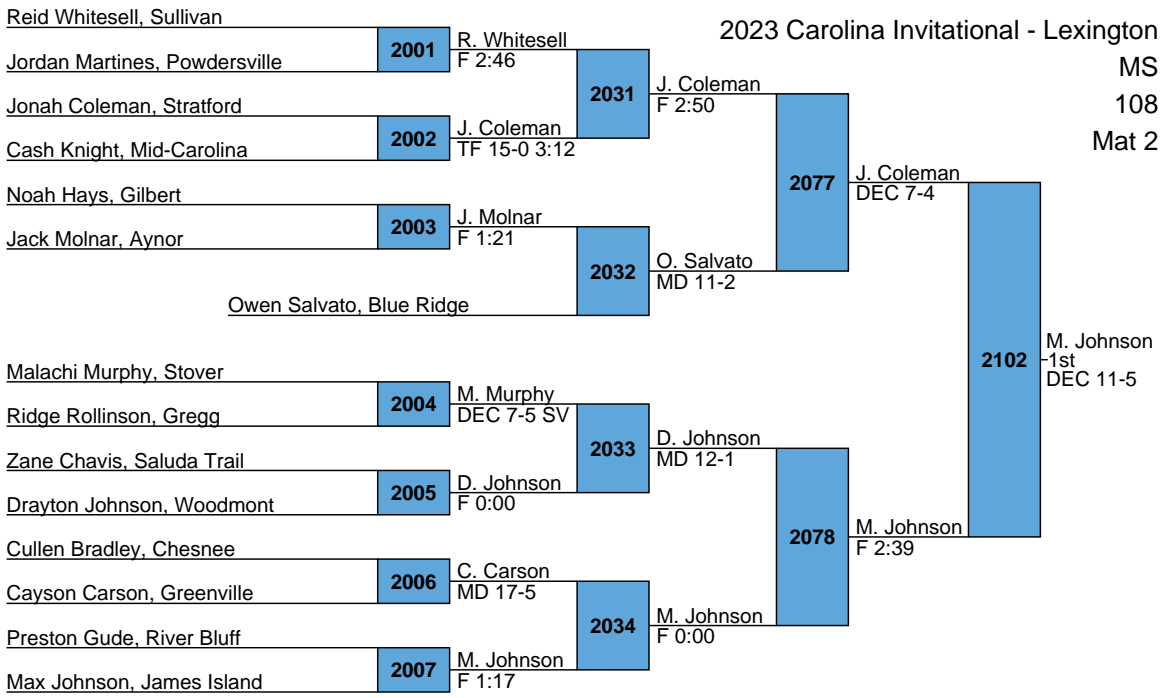 2023 Carolina Invitational - Lexington
MS
108
Mat 2
Reid Whitesell, Sullivan
Jordan Martines, Powdersville
2001
R. Whitesell
F 2:46
Jonah Coleman, Stratford
Cash Knight, Mid-Carolina
2002
J. Coleman
TF 15-0 3:12
2031
J. Coleman
F 2:50
Noah Hays, Gilbert
Jack Molnar, Aynor
2003
J. Molnar
F 1:21
Owen Salvato, Blue Ridge
2032
O. Salvato
MD 11-2
2077
J. Coleman
DEC 7-4
Malachi Murphy, Stover
Ridge Rollinson, Gregg
2004
M. Murphy
DEC 7-5 SV
Zane Chavis, Saluda Trail
Drayton Johnson, Woodmont
2005
D. Johnson
F 0:00
2033
D. Johnson
MD 12-1
Cullen Bradley, Chesnee
Cayson Carson, Greenville
2006
C. Carson
MD 17-5
Preston Gude, River Bluff
Max Johnson, James Island
2007
M. Johnson
F 1:17
2034
M. Johnson
F 0:00
2078
M. Johnson
F 2:39
2102
M. Johnson
1st
DEC 11-5